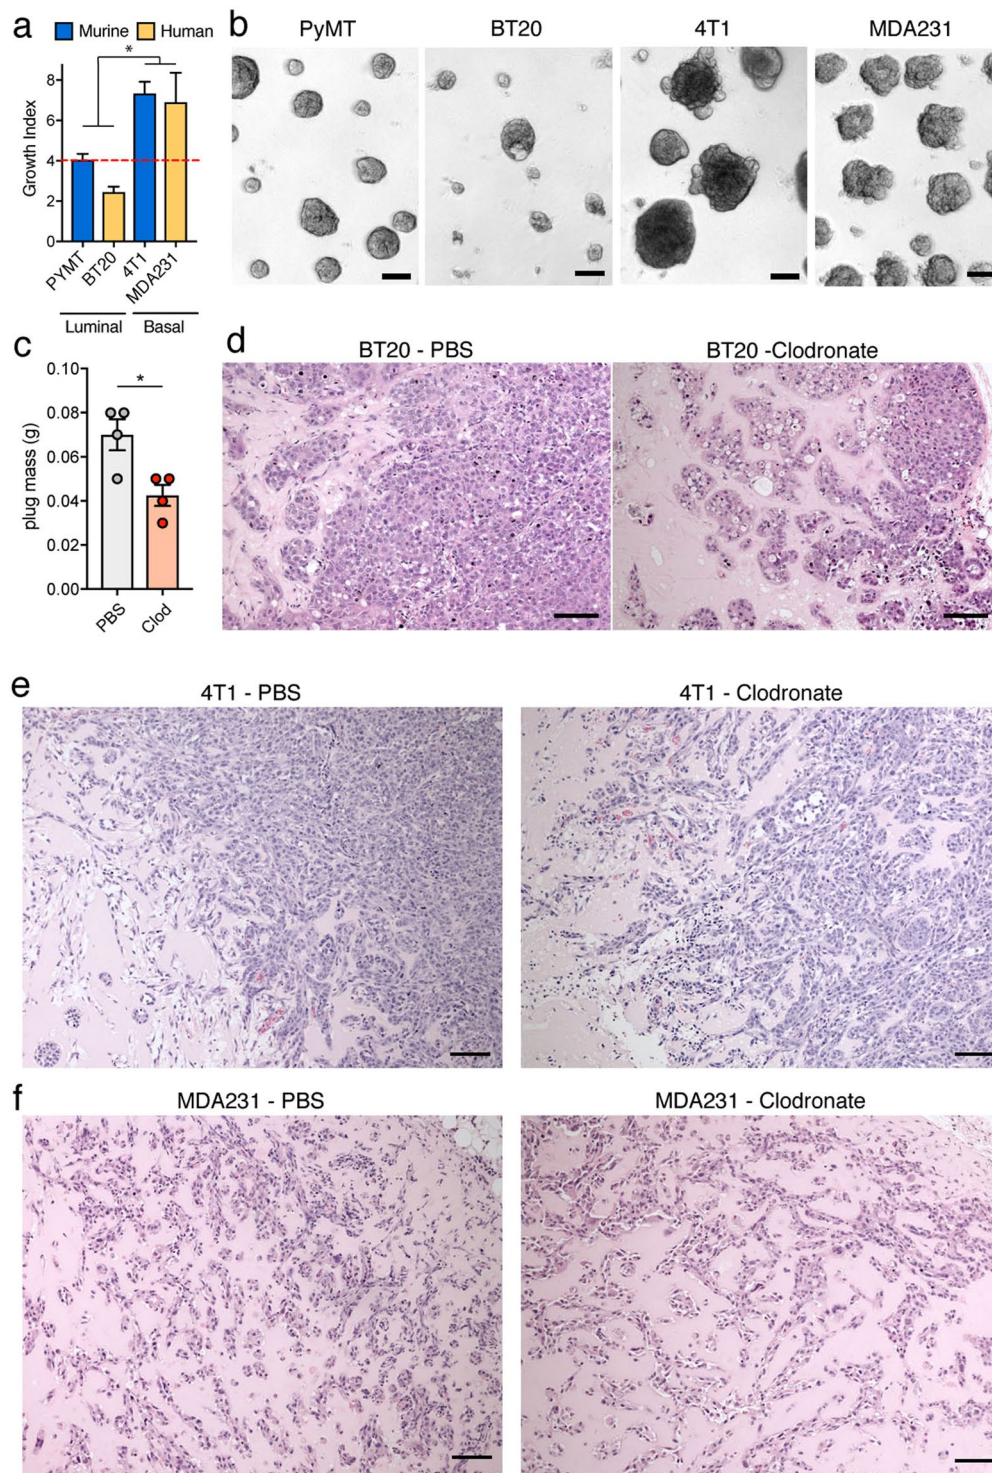 a
Murine Human
*
Growth Index
8
6
4
2
0
PYMT BT20 4T1 MDA231
Luminal Basal
b
PyMT BT20 4T1 MDA231
c
0.10
0.08
0.06
0.04
0.02
0.00
plug mass (g)
*
PBS Clod
d
BT20 - PBS BT20 -Clodronate
e
4T1 - PBS 4T1 - Clodronate
f
MDA231 - PBS MDA231 - Clodronate